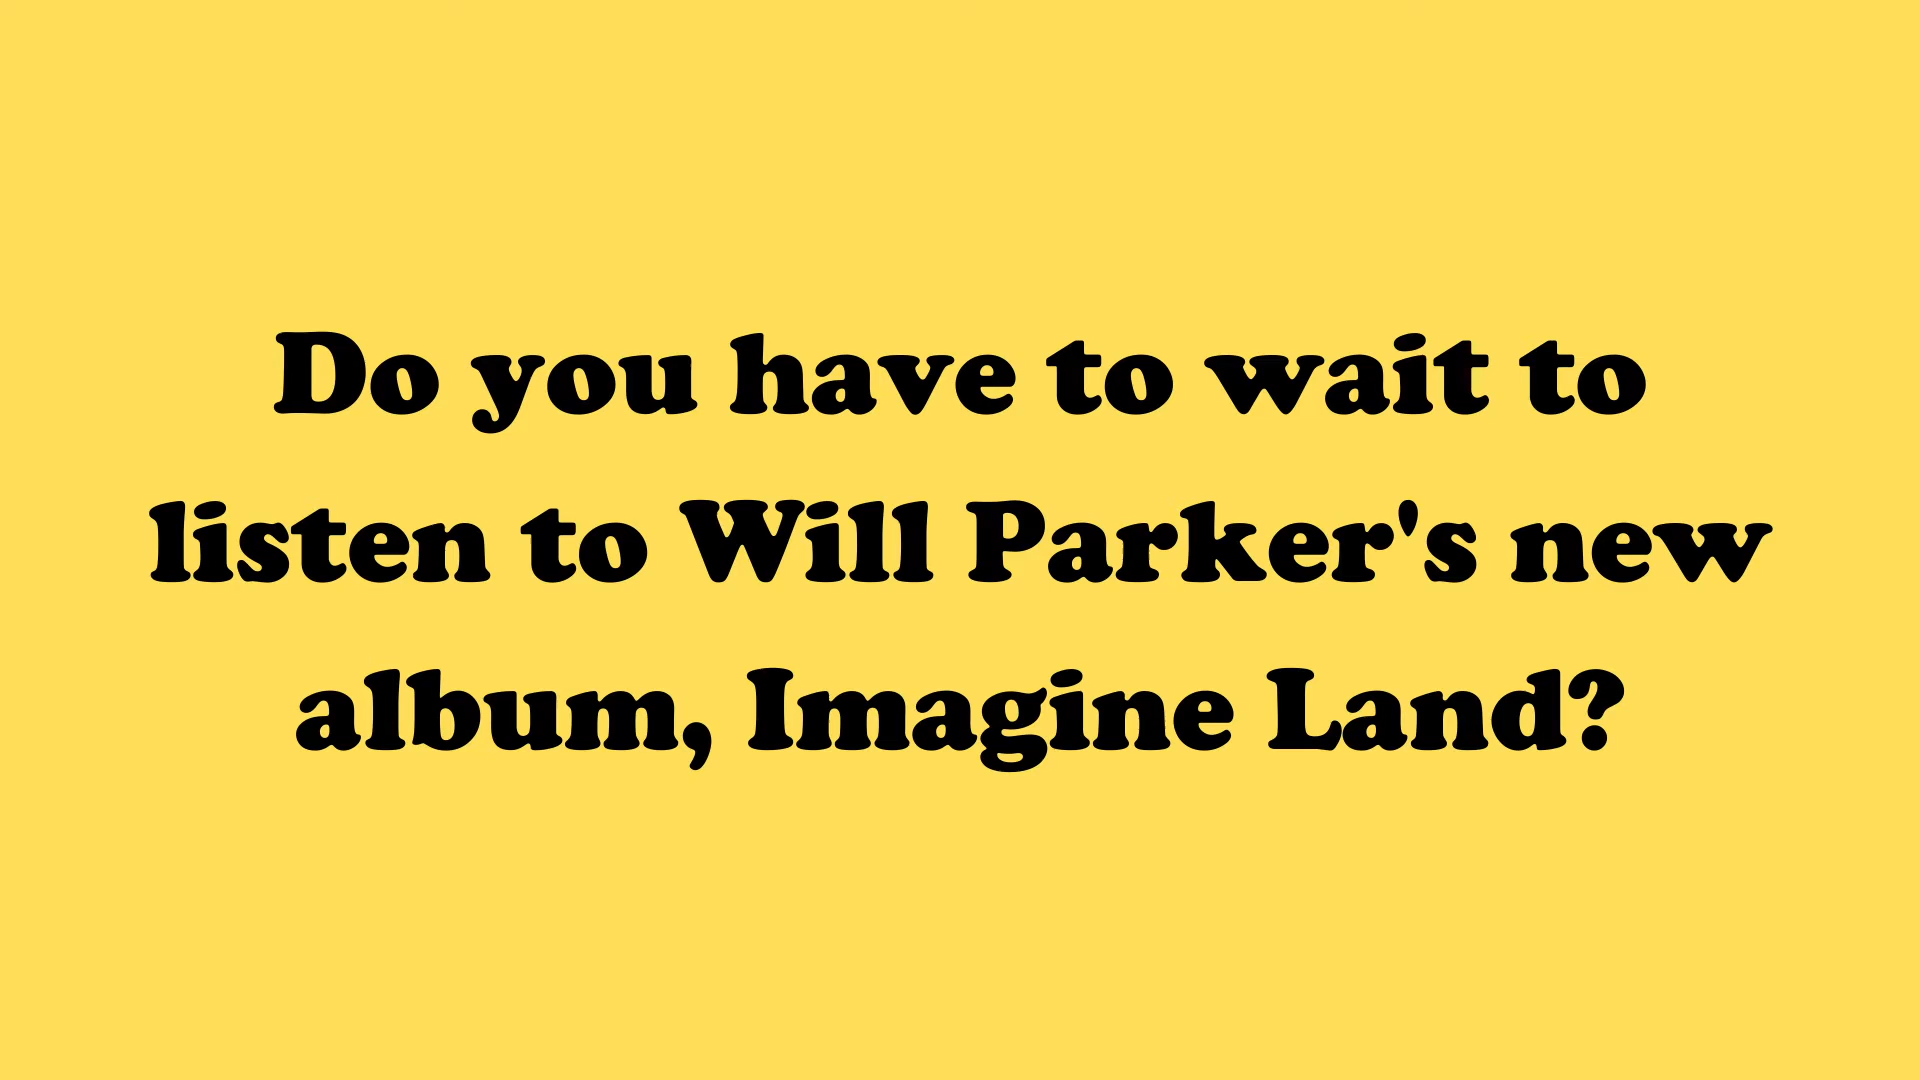 Do you have to wait to
listen to Will Parker's new
album, Imagine Land?